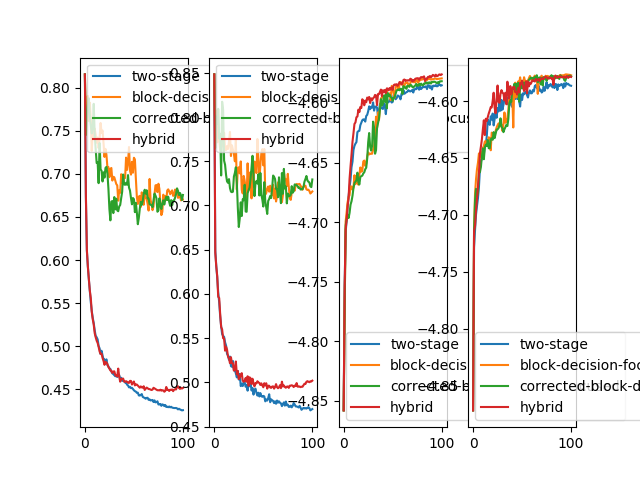 0.80
0.75
0.70
0.65
0.60
0.55
0.50
0.45
0 100
two-stage
block-decis
corrected-b
hybrid
0.85
0.75
0.70
0.65
0.60
0.55
0.50
0.45
0 100
two-stage
block-decis
corrected-b
hybrid
−4.60
−4.65
−4.70
−4.75
−4.80
−4.85
0 100
two-stage
block-decis
corrected-b
hybrid
−4.60
−4.65
−4.70
−4.75
−4.80
−4.85
0 100
two-stage
block-decision-foc
corrected-block-d
hybrid